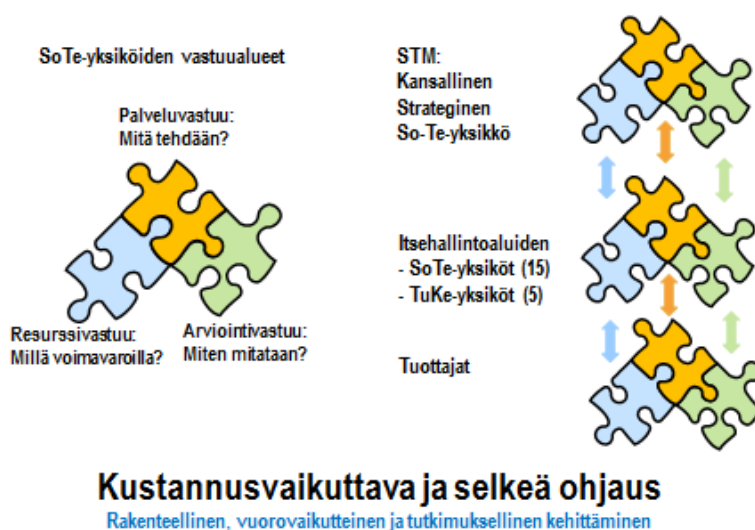 SoTe-yksiköiden vastuualueet
Palveluvastuu:
Mitä tehdään?
Resurssivastuu:
Millä voimavaroilla?
Arviointivastuu:
Miten mitataan?
STM:
Kansallinen
Strateginen
So-Te-yksikkö
Itsehallintoaluiden
- SoTe-yksiköt (15)
- TuKe-yksiköt (5)
Tuottajat
Kustannusvaikuttava ja selkeä ohjaus
Rakenteellinen, vuorovaikutteinen ja tutkimuksellinen kehittäminen